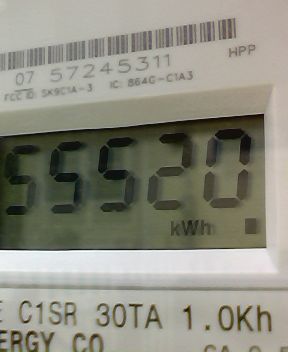 07 57245311
HPP
FCC ID: SK9C1A-3 IC: 864G-C1A3
55520
kWh
C1SR 30TA 1.0Kh
ERGY CO